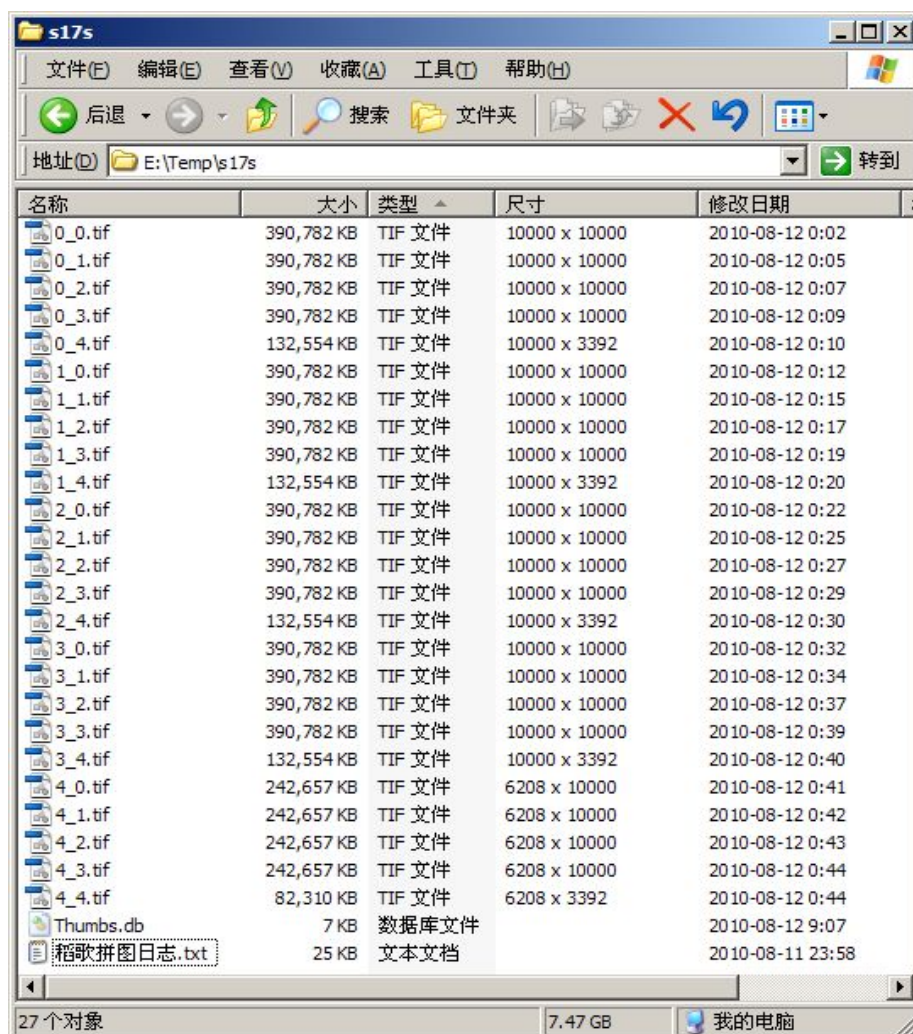 s17s
文件(F) 编辑(E) 查看(V) 收藏(A) 工具(T) 帮助(H)
后退 搜索 文件夹
地址(D) E:\Temp\s17s 转到
名称 大小 类型 尺寸 修改日期
0_0.tif 390,782 KB TIF 文件 10000 x 10000 2010-08-12 0:02
0_1.tif 390,782 KB TIF 文件 10000 x 10000 2010-08-12 0:05
0_2.tif 390,782 KB TIF 文件 10000 x 10000 2010-08-12 0:07
0_3.tif 390,782 KB TIF 文件 10000 x 10000 2010-08-12 0:09
0_4.tif 132,554 KB TIF 文件 10000 x 3392 2010-08-12 0:10
1_0.tif 390,782 KB TIF 文件 10000 x 10000 2010-08-12 0:12
1_1.tif 390,782 KB TIF 文件 10000 x 10000 2010-08-12 0:15
1_2.tif 390,782 KB TIF 文件 10000 x 10000 2010-08-12 0:17
1_3.tif 390,782 KB TIF 文件 10000 x 10000 2010-08-12 0:19
1_4.tif 132,554 KB TIF 文件 10000 x 3392 2010-08-12 0:20
2_0.tif 390,782 KB TIF 文件 10000 x 10000 2010-08-12 0:22
2_1.tif 390,782 KB TIF 文件 10000 x 10000 2010-08-12 0:25
2_2.tif 390,782 KB TIF 文件 10000 x 10000 2010-08-12 0:27
2_3.tif 390,782 KB TIF 文件 10000 x 10000 2010-08-12 0:29
2_4.tif 132,554 KB TIF 文件 10000 x 3392 2010-08-12 0:30
3_0.tif 390,782 KB TIF 文件 10000 x 10000 2010-08-12 0:32
3_1.tif 390,782 KB TIF 文件 10000 x 10000 2010-08-12 0:34
3_2.tif 390,782 KB TIF 文件 10000 x 10000 2010-08-12 0:37
3_3.tif 390,782 KB TIF 文件 10000 x 10000 2010-08-12 0:39
3_4.tif 132,554 KB TIF 文件 10000 x 3392 2010-08-12 0:40
4_0.tif 242,657 KB TIF 文件 6208 x 10000 2010-08-12 0:41
4_1.tif 242,657 KB TIF 文件 6208 x 10000 2010-08-12 0:42
4_2.tif 242,657 KB TIF 文件 6208 x 10000 2010-08-12 0:43
4_3.tif 242,657 KB TIF 文件 6208 x 10000 2010-08-12 0:44
4_4.tif 82,310 KB TIF 文件 6208 x 3392 2010-08-12 0:44
Thumbs.db 7 KB 数据库文件 2010-08-12 9:07
稻歌拼图日志.txt 25 KB 文本文档 2010-08-11 23:58
27 个对象 7.47 GB 我的电脑